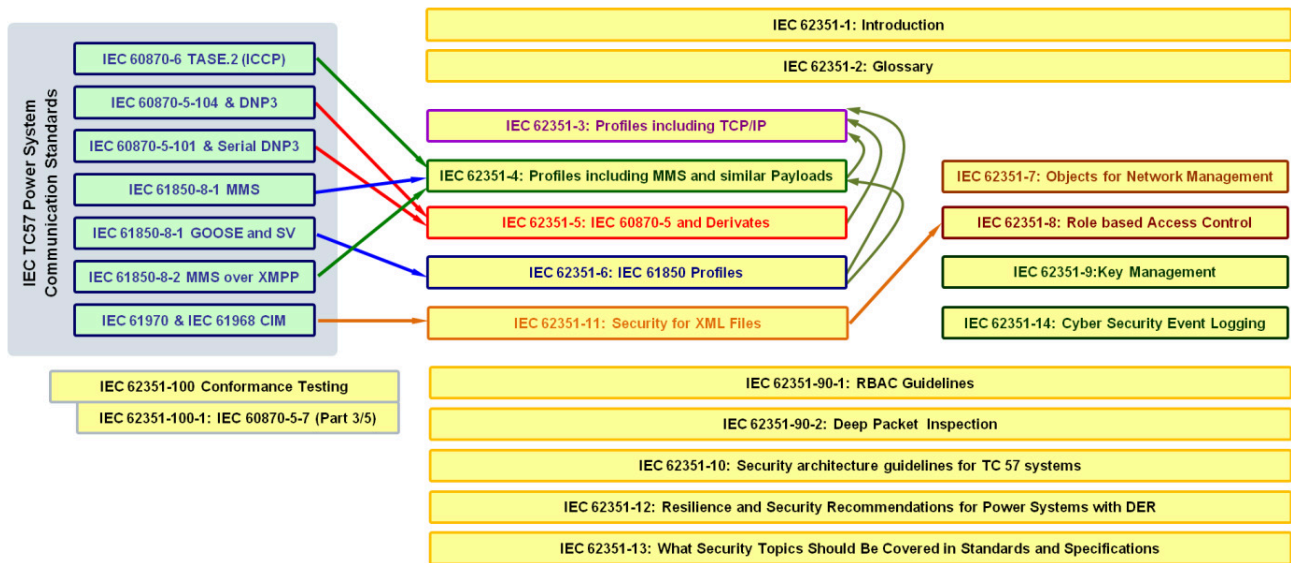 IEC TC57 Power System
Communication Standards
IEC 60870-6 TASE.2 (ICCP)
IEC 60870-5-104 & DNP3
IEC 60870-5-101 & Serial DNP3
IEC 61850-8-1 MMS
IEC 61850-8-1 GOOSE and SV
IEC 61850-8-2 MMS over XMPP
IEC 61970 & IEC 61968 CIM
IEC 62351-100 Conformance Testing
IEC 62351-100-1: IEC 60870-5-7 (Part 3/5)
IEC 62351-1: Introduction
IEC 62351-2: Glossary
IEC 62351-3: Profiles including TCP/IP
IEC 62351-4: Profiles including MMS and similar Payloads
IEC 62351-5: IEC 60870-5 and Derivates
IEC 62351-6: IEC 61850 Profiles
IEC 62351-11: Security for XML Files
IEC 62351-7: Objects for Network Management
IEC 62351-8: Role based Access Control
IEC 62351-9:Key Management
IEC 62351-14: Cyber Security Event Logging
IEC 62351-90-1: RBAC Guidelines
IEC 62351-90-2: Deep Packet Inspection
IEC 62351-10: Security architecture guidelines for TC 57 systems
IEC 62351-12: Resilience and Security Recommendations for Power Systems with DER
IEC 62351-13: What Security Topics Should Be Covered in Standards and Specifications